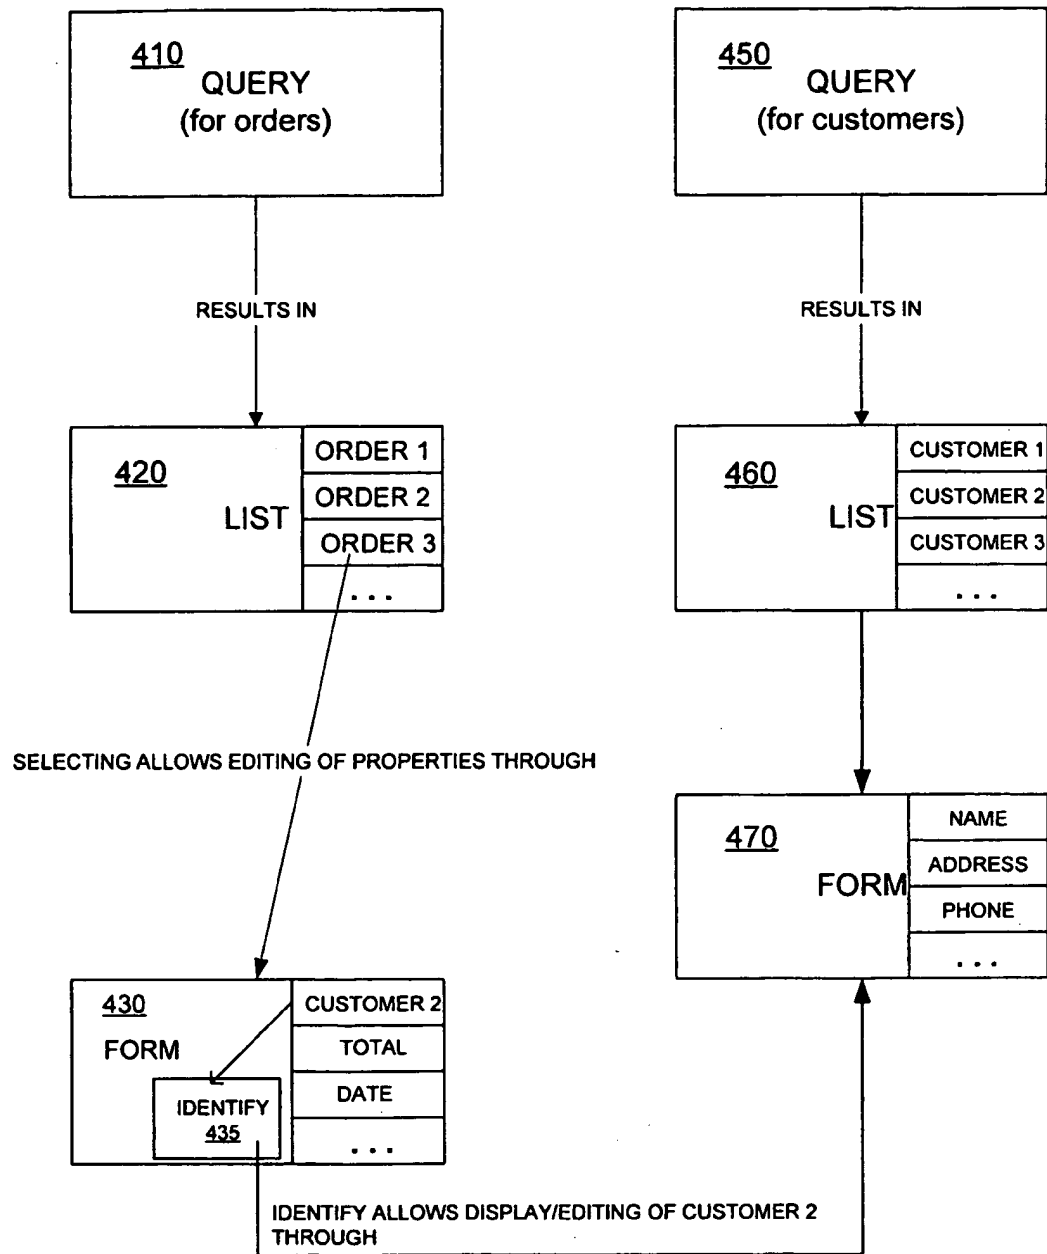 410
QUERY
(for orders)
450
QUERY
(for customers)
RESULTS IN
RESULTS IN
420
LIST
ORDER 1
ORDER 2
ORDER 3
. . .
460
LIST
CUSTOMER 1
CUSTOMER 2
CUSTOMER 3
. . .
SELECTING ALLOWS EDITING OF PROPERTIES THROUGH
470
FORM
NAME
ADDRESS
PHONE
. . .
430
FORM
CUSTOMER 2
TOTAL
DATE
. . .
IDENTIFY
435
IDENTIFY ALLOWS DISPLAY/EDITING OF CUSTOMER 2
THROUGH